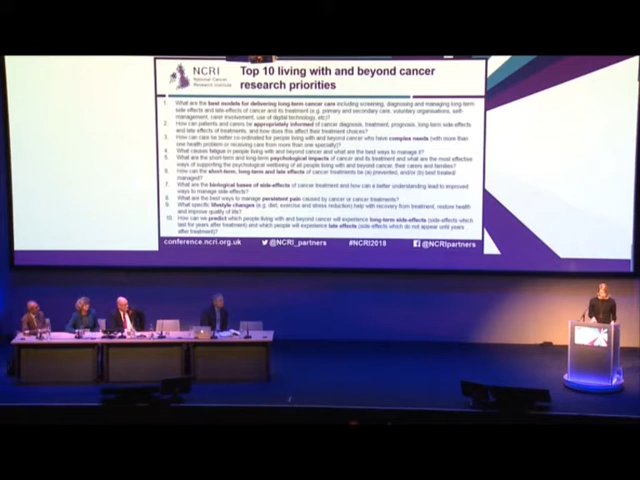 NCRI
National Cancer
Research Institute
Top 10 living with and beyond cancer
research priorities
1. What are the best models for delivering long-term cancer care including screening, diagnosing and managing long-term
side effects and late-effects of cancer and its treatment (e.g. primary and secondary care, voluntary organisations, self-
management, carer involvement, use of digital technology, etc)?
2. How can patients and carers be appropriately informed of cancer diagnosis, treatment, prognosis, long-term side-effects
and late effects of treatments, and how does this affect their treatment choices?
3. How can care be better co-ordinated for people living with and beyond cancer who have complex needs (with more than
one health problem or receiving care from more than one specialty)?
4. What causes fatigue in people living with and beyond cancer and what are the best ways to manage it?
5. What are the short-term and long-term psychological impacts of cancer and its treatment and what are the most effective
ways of supporting the psychological wellbeing of all people living with and beyond cancer, their carers and families?
6. How can the short-term, long-term and late effects of cancer treatments be (a) prevented, and/or (b) best treated/
managed?
7. What are the biological bases of side-effects of cancer treatment and how can a better understanding lead to improved
ways to manage side-effects?
8. What are the best ways to manage persistent pain caused by cancer or cancer treatments?
9. What specific lifestyle changes (e.g. diet, exercise and stress reduction) help with recovery from treatment, restore health
and improve quality of life?
10. How can we predict which people living with and beyond cancer will experience long-term side-effects (side-effects which
last for years after treatment) and which people will experience late effects (side-effects which do not appear until years
after treatment)?
conference.ncri.org.uk @NCRI_partners #NCRI2018 @NCRIpartners